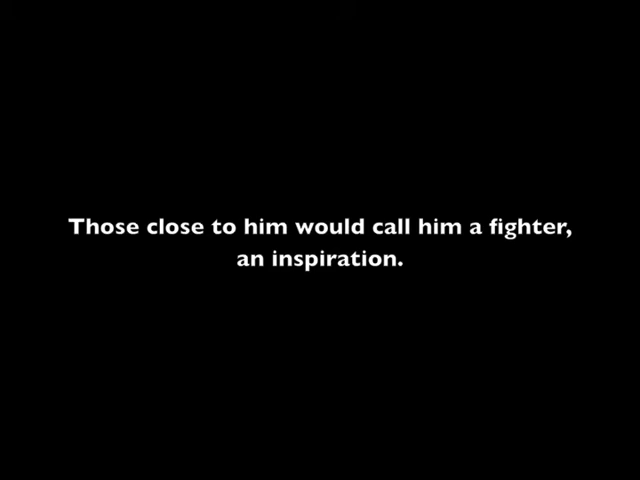 Those close to him would call him a fighter,
an inspiration.